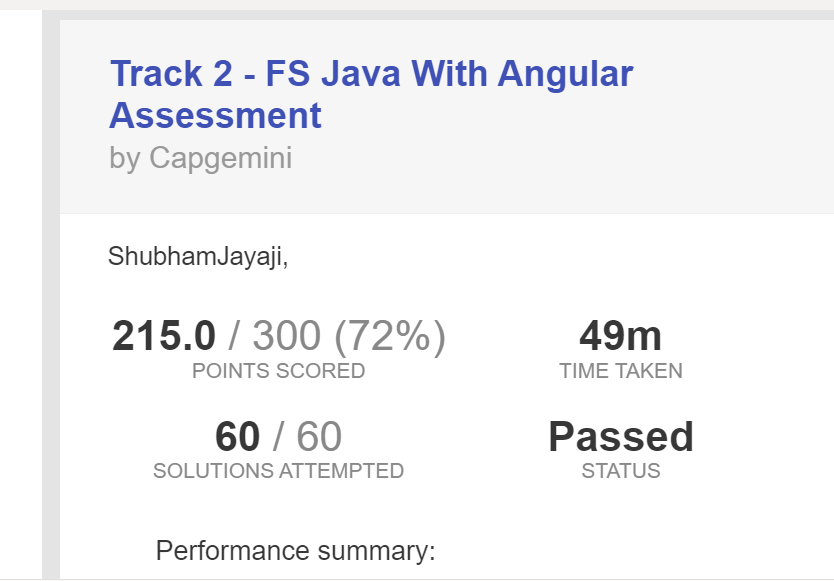 Track 2 - FS Java With Angular
Assessment
by Capgemini
ShubhamJayaji,
215.0 / 300 (72%)
POINTS SCORED
49m
TIME TAKEN
60 / 60
SOLUTIONS ATTEMPTED
Passed
STATUS
Performance summary: